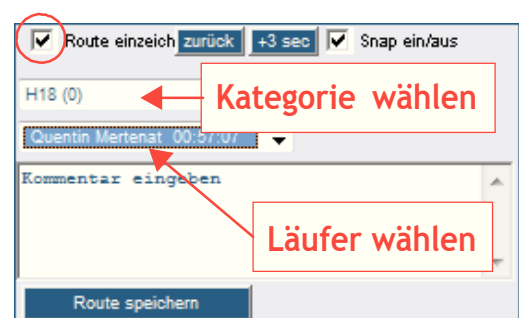 Route einzeich zurück +3 sec Snap ein/aus
H18 (0)
Kategorie wählen
Quentin Mertenat 00:57:07
Kommentar eingeben
Läufer wählen
Route speichern